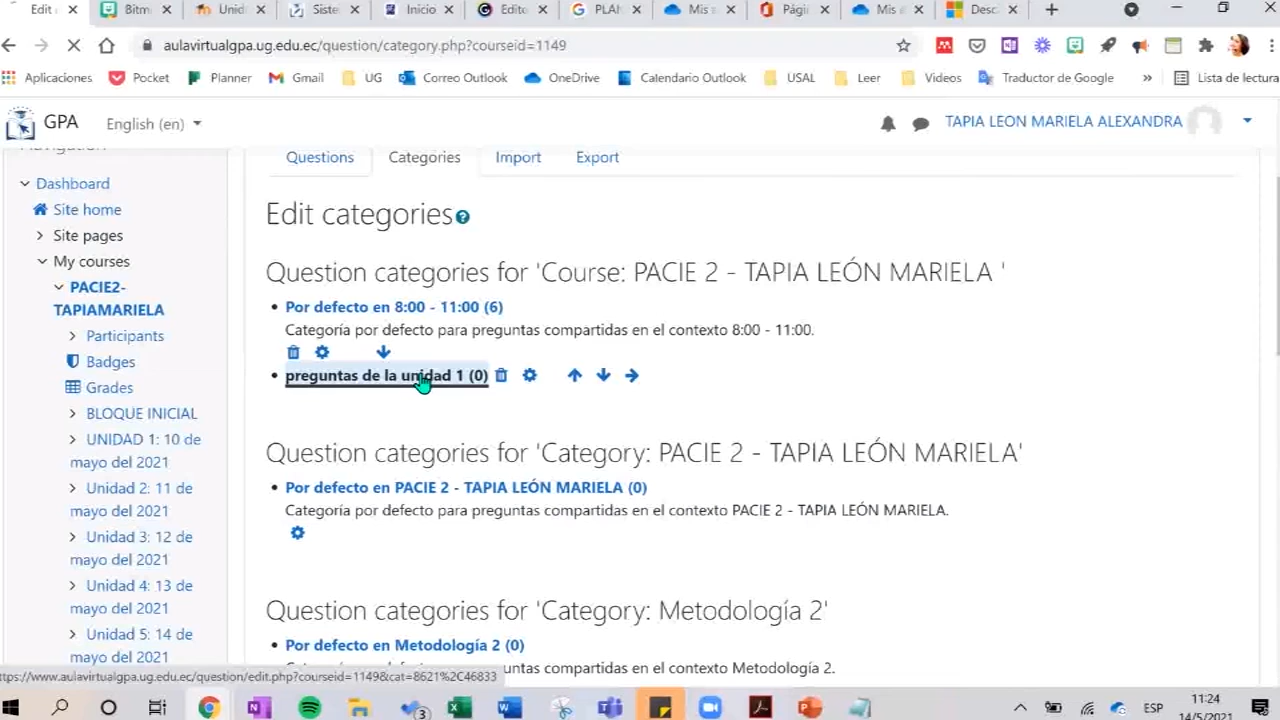 Edit c
Bitm
Unid
Siste
Inicio
Edito
PLAN
Mis s
Págir
Mis d
Desc
aulavirtualgpa.ug.edu.ec/question/category.php?courseid=1149
Aplicaciones
Pocket
Planner
Gmail
UG
Correo Outlook
OneDrive
Calendario Outlook
USAL
Leer
Videos
Traductor de Google
»
Lista de lectura
GPA
English (en)
TAPIA LEON MARIELA ALEXANDRA
Navigation
Dashboard
Site home
Site pages
My courses
PACIE2-
TAPIAMARIELA
Participants
Badges
Grades
BLOQUE INICIAL
UNIDAD 1: 10 de
mayo del 2021
Unidad 2: 11 de
mayo del 2021
Unidad 3: 12 de
mayo del 2021
Unidad 4: 13 de
mayo del 2021
Unidad 5: 14 de
mayo del 2021
Questions
Categories
Import
Export
Edit categories
Question categories for 'Course: PACIE 2 - TAPIA LEÓN MARIELA '
Por defecto en 8:00 - 11:00 (6)
Categoría por defecto para preguntas compartidas en el contexto 8:00 - 11:00.
preguntas de la unidad 1 (0)
Question categories for 'Category: PACIE 2 - TAPIA LEÓN MARIELA'
Por defecto en PACIE 2 - TAPIA LEÓN MARIELA (0)
Categoría por defecto para preguntas compartidas en el contexto PACIE 2 - TAPIA LEÓN MARIELA.
Question categories for 'Category: Metodología 2'
Por defecto en Metodología 2 (0)
untas compartidas en el contexto Metodología 2.
ttps://www.aulavirtualgpa.ug.edu.ec/question/edit.php?courseid=1149&cat=8621%2C46833
3
ESP
11:24
14/5/2021